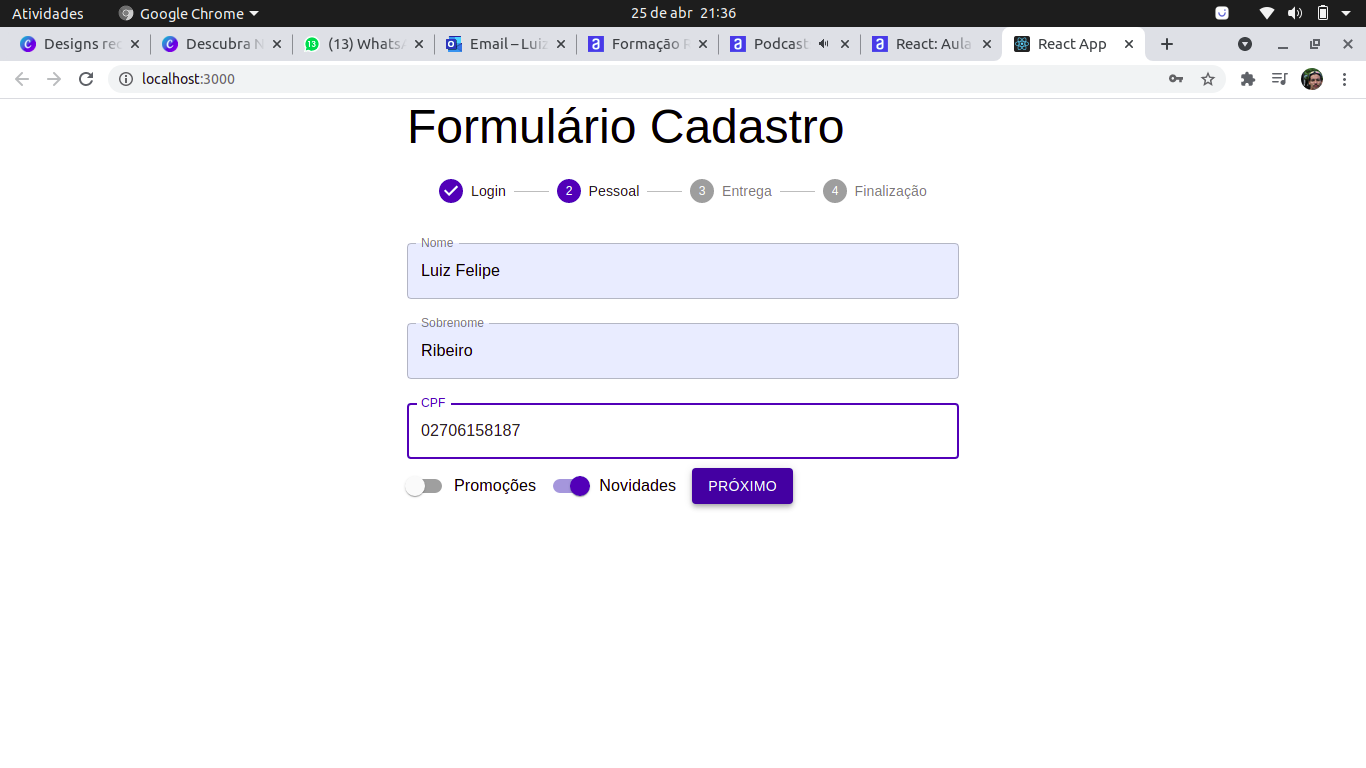 Atividades Google Chrome 25 de abr 21:36
Designs rec Descubra N (13) WhatsA Email – Luiz Formação R Podcast React: Aula React App
localhost:3000
Formulário Cadastro
Login 2 Pessoal 3 Entrega 4 Finalização
Nome
Luiz Felipe
Sobrenome
Ribeiro
CPF
02706158187
Promoções Novidades PRÓXIMO